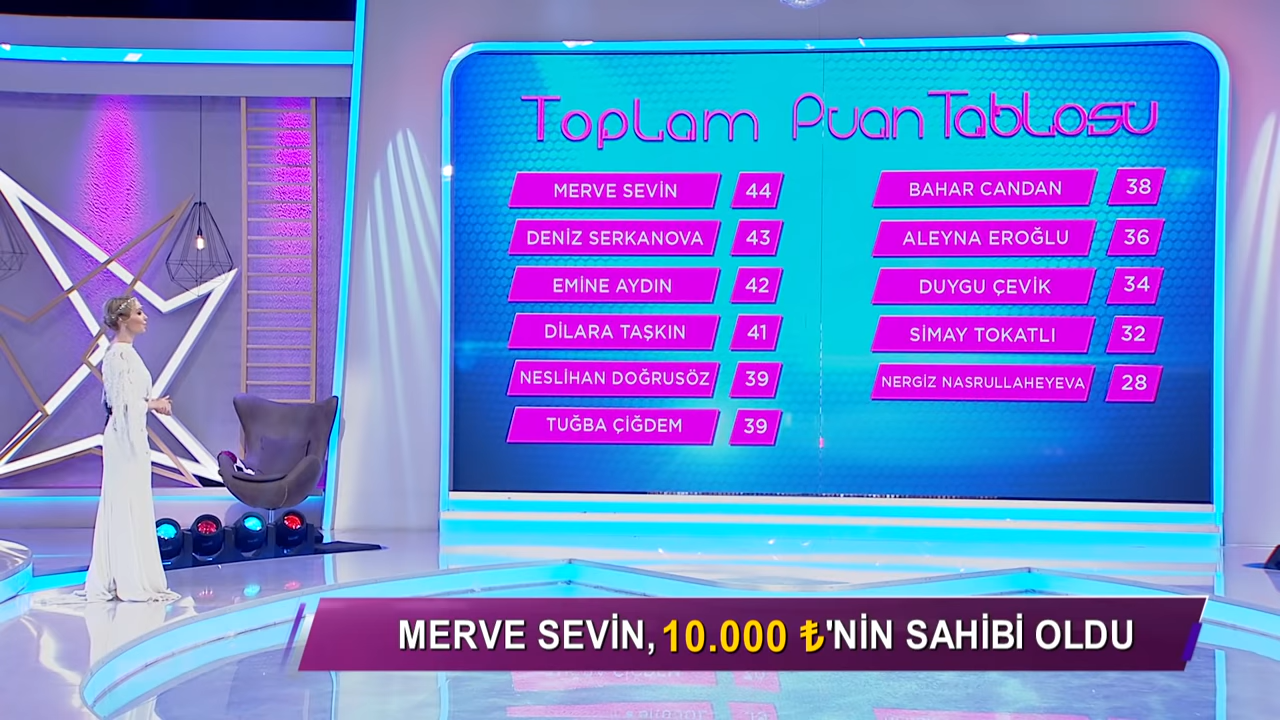 Toplam Puan Tablosu
MERVE SEVİN 44
DENİZ SERKANOVA 43
EMİNE AYDIN 42
DİLARA TAŞKIN 41
NESLİHAN DOĞRUSÖZ 39
TUĞBA ÇİĞDEM 39
BAHAR CANDAN 38
ALEYNA EROĞLU 36
DUYGU ÇEVİK 34
SİMAY TOKATLI 32
NERGİZ NASRULLAHEYEVA 28
MERVE SEVİN, 10.000 ₺'NİN SAHİBİ OLDU